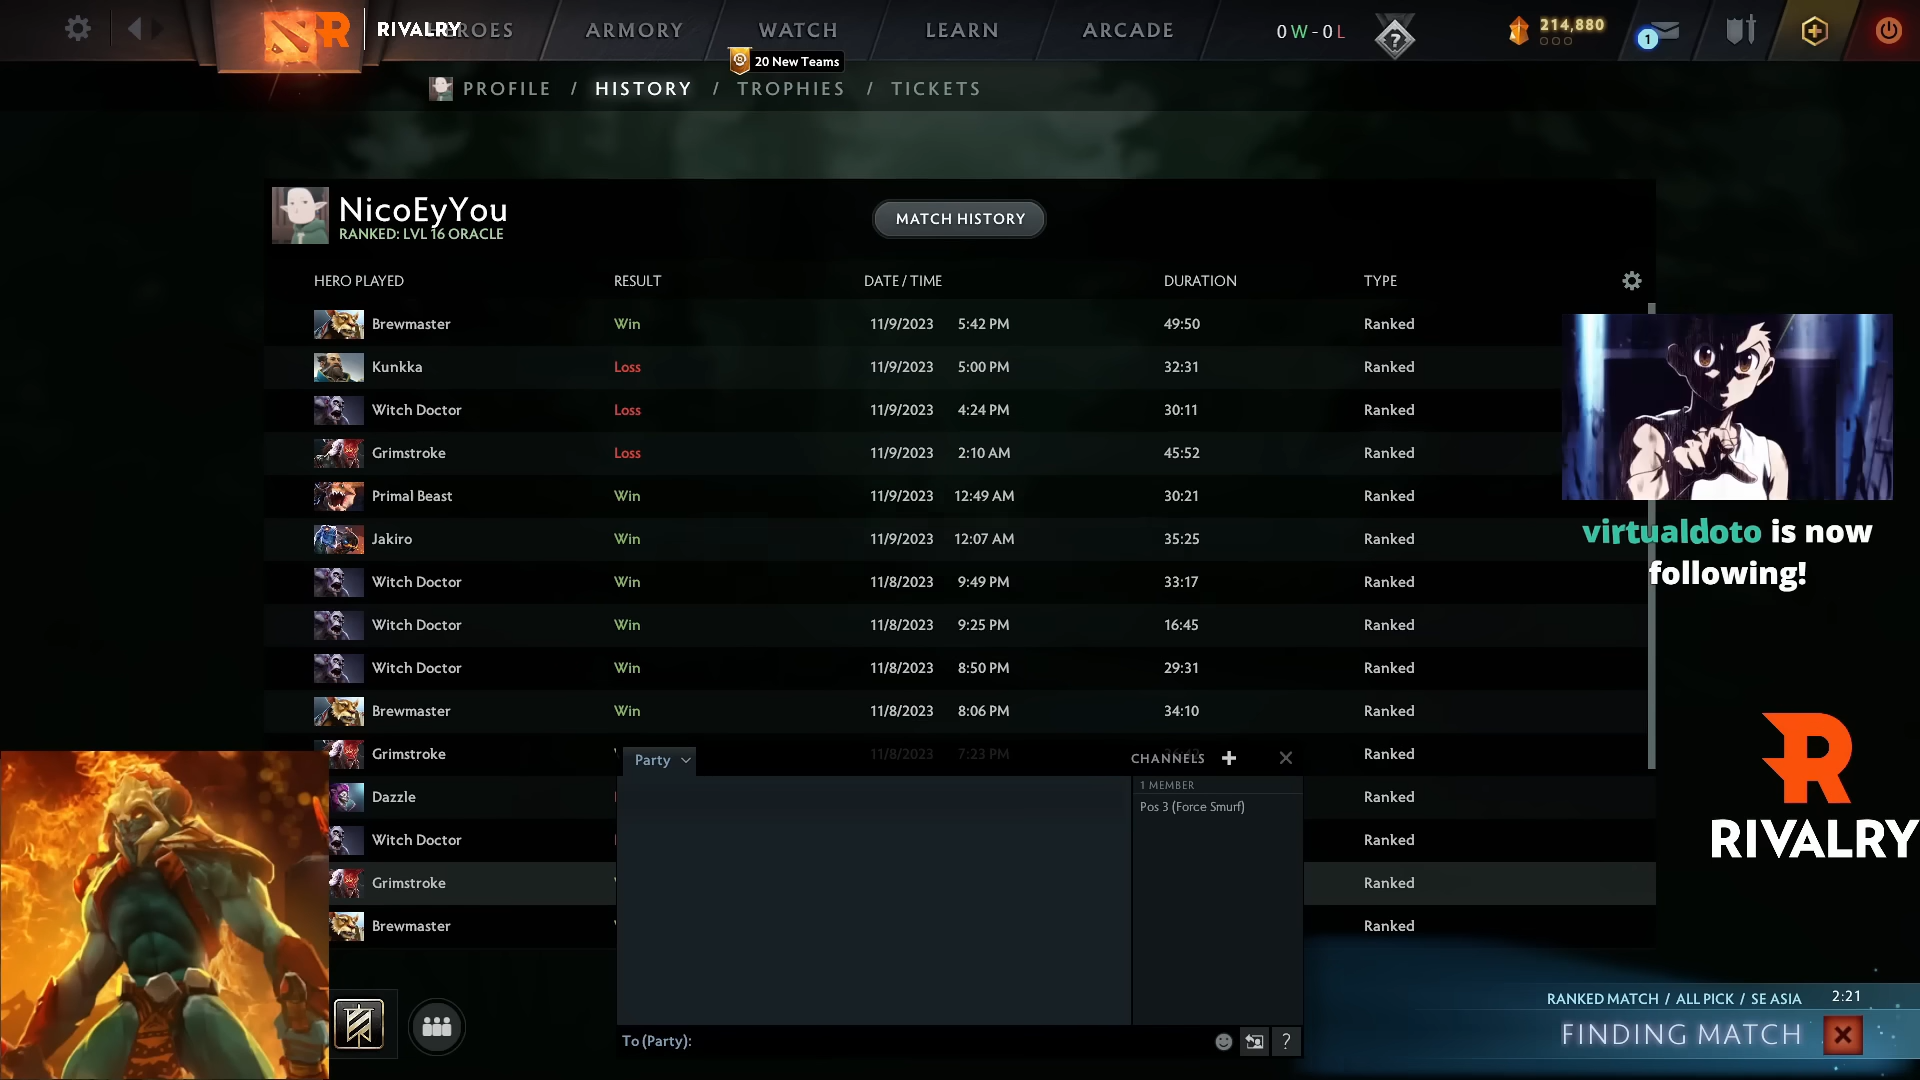 RIVALRY
ARMORY
WATCH
LEARN
ARCADE
0 W - 0 L
214,880
1
20 New Teams
PROFILE / HISTORY / TROPHIES / TICKETS
NicoEyYou
RANKED: LVL 16 ORACLE
MATCH HISTORY
HERO PLAYED RESULT DATE / TIME DURATION TYPE
Brewmaster Win 11/9/2023 5:42 PM 49:50 Ranked
Kunkka Loss 11/9/2023 5:00 PM 32:31 Ranked
Witch Doctor Loss 11/9/2023 4:24 PM 30:11 Ranked
Grimstroke Loss 11/9/2023 2:10 AM 45:52 Ranked
Primal Beast Win 11/9/2023 12:49 AM 30:21 Ranked
Jakiro Win 11/9/2023 12:07 AM 35:25 Ranked
Witch Doctor Win 11/8/2023 9:49 PM 33:17 Ranked
Witch Doctor Win 11/8/2023 9:25 PM 16:45 Ranked
Witch Doctor Win 11/8/2023 8:50 PM 29:31 Ranked
Brewmaster Win 11/8/2023 8:06 PM 34:10 Ranked
Grimstroke 11/8/2023 7:23 PM Ranked
Dazzle Ranked
Witch Doctor Ranked
Grimstroke Ranked
Brewmaster Ranked
virtualdoto is now
following!
RIVALRY
Party
CHANNELS
1 MEMBER
Pos 3 (Force Smurf)
To (Party):
?
RANKED MATCH / ALL PICK / SE ASIA 2:21
FINDING MATCH